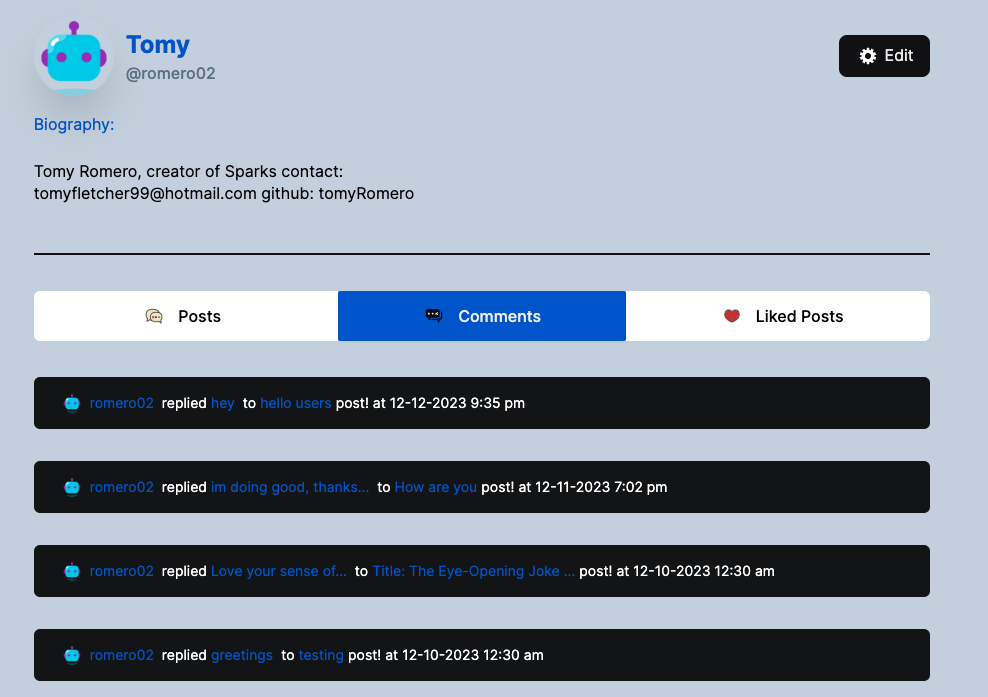 Tomy
@romero02
Edit
Biography:
Tomy Romero, creator of Sparks contact:
tomyfletcher99@hotmail.com github: tomyRomero
Posts
Comments
Liked Posts
romero02 replied hey to hello users post! at 12-12-2023 9:35 pm
romero02 replied im doing good, thanks... to How are you post! at 12-11-2023 7:02 pm
romero02 replied Love your sense of... to Title: The Eye-Opening Joke ... post! at 12-10-2023 12:30 am
romero02 replied greetings to testing post! at 12-10-2023 12:30 am